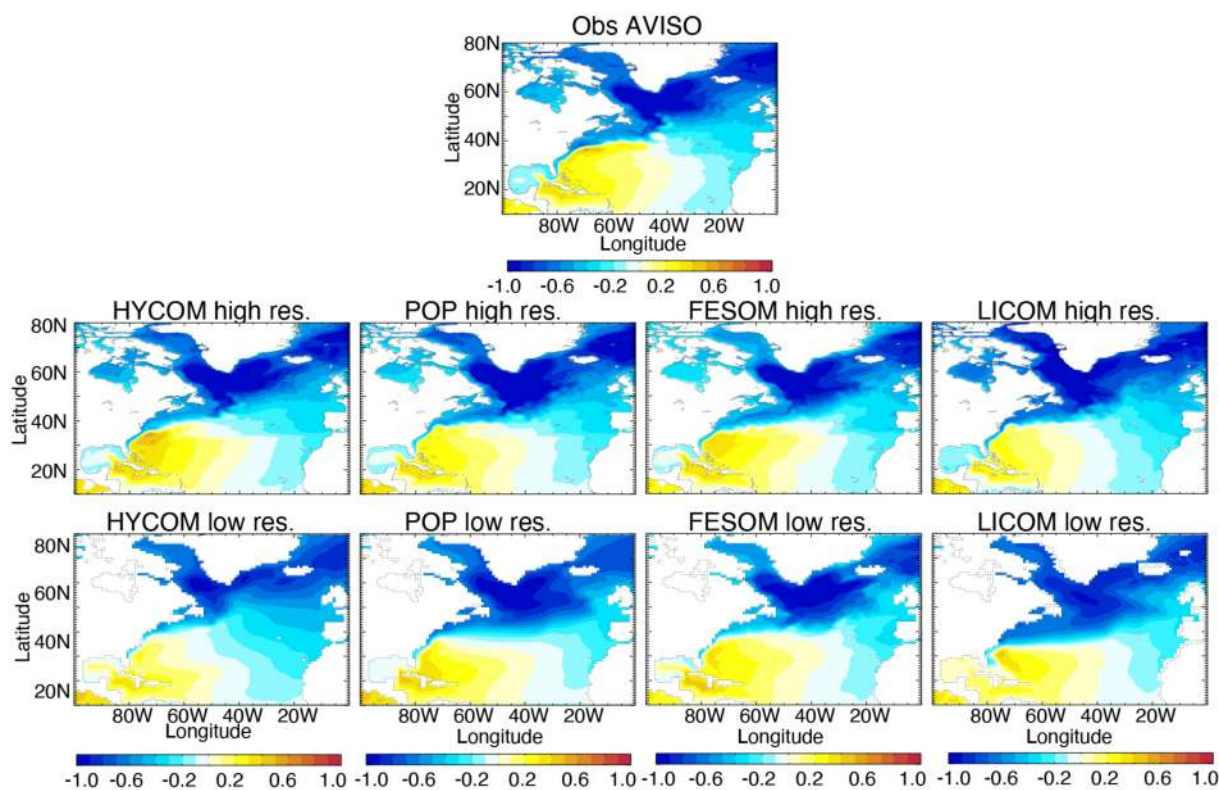 Obs AVISO
80N
60N
40N
20N
Latitude
80W 60W 40W 20W
Longitude
-1.0 -0.6 -0.2 0.2 0.6 1.0
HYCOM high res. POP high res. FESOM high res. LICOM high res.
80N
60N
40N
20N
Latitude
HYCOM low res. POP low res. FESOM low res. LICOM low res.
80N
60N
40N
20N
Latitude
80W 60W 40W 20W 80W 60W 40W 20W 80W 60W 40W 20W 80W 60W 40W 20W
Longitude Longitude Longitude Longitude
-1.0 -0.6 -0.2 0.2 0.6 1.0 -1.0 -0.6 -0.2 0.2 0.6 1.0 -1.0 -0.6 -0.2 0.2 0.6 1.0 -1.0 -0.6 -0.2 0.2 0.6 1.0